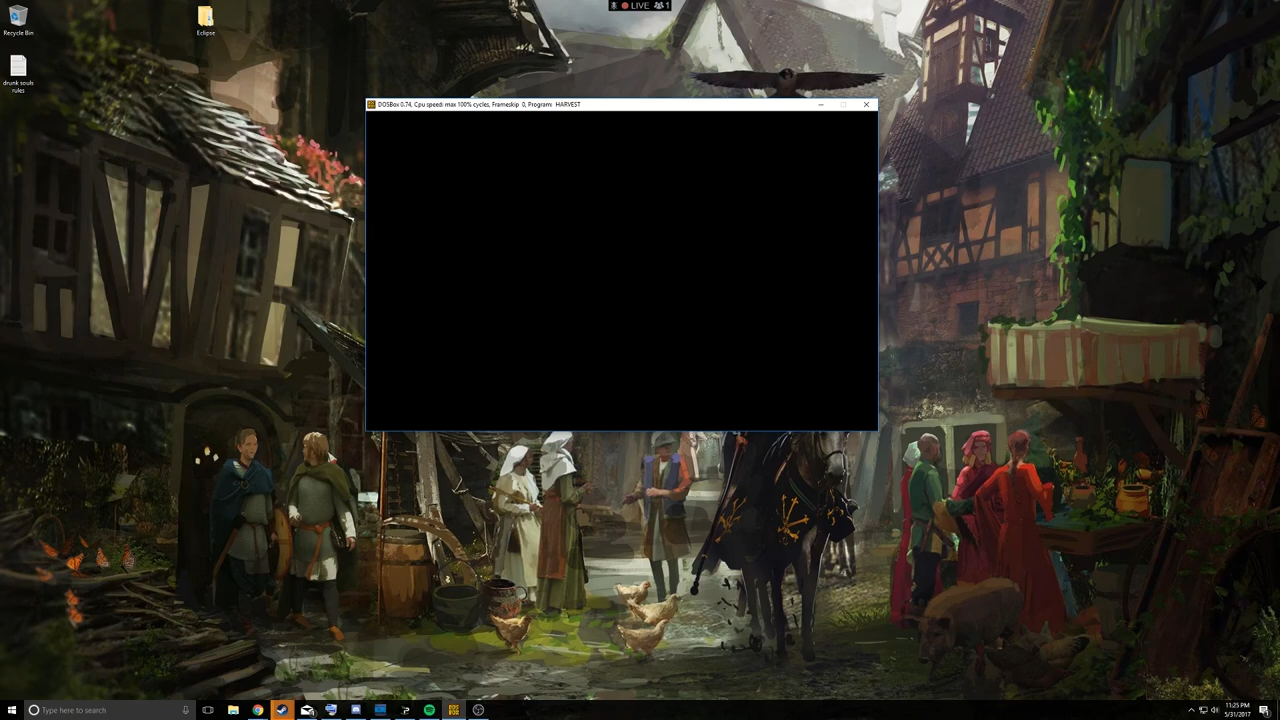 LIVE 1
Recycle Bin
Eclipse
drunk souls
rules
DOSBox 0.74, Cpu speed: max 100% cycles, Frameskip 0, Program: HARVEST
Type here to search
11:25 PM
5/31/2017